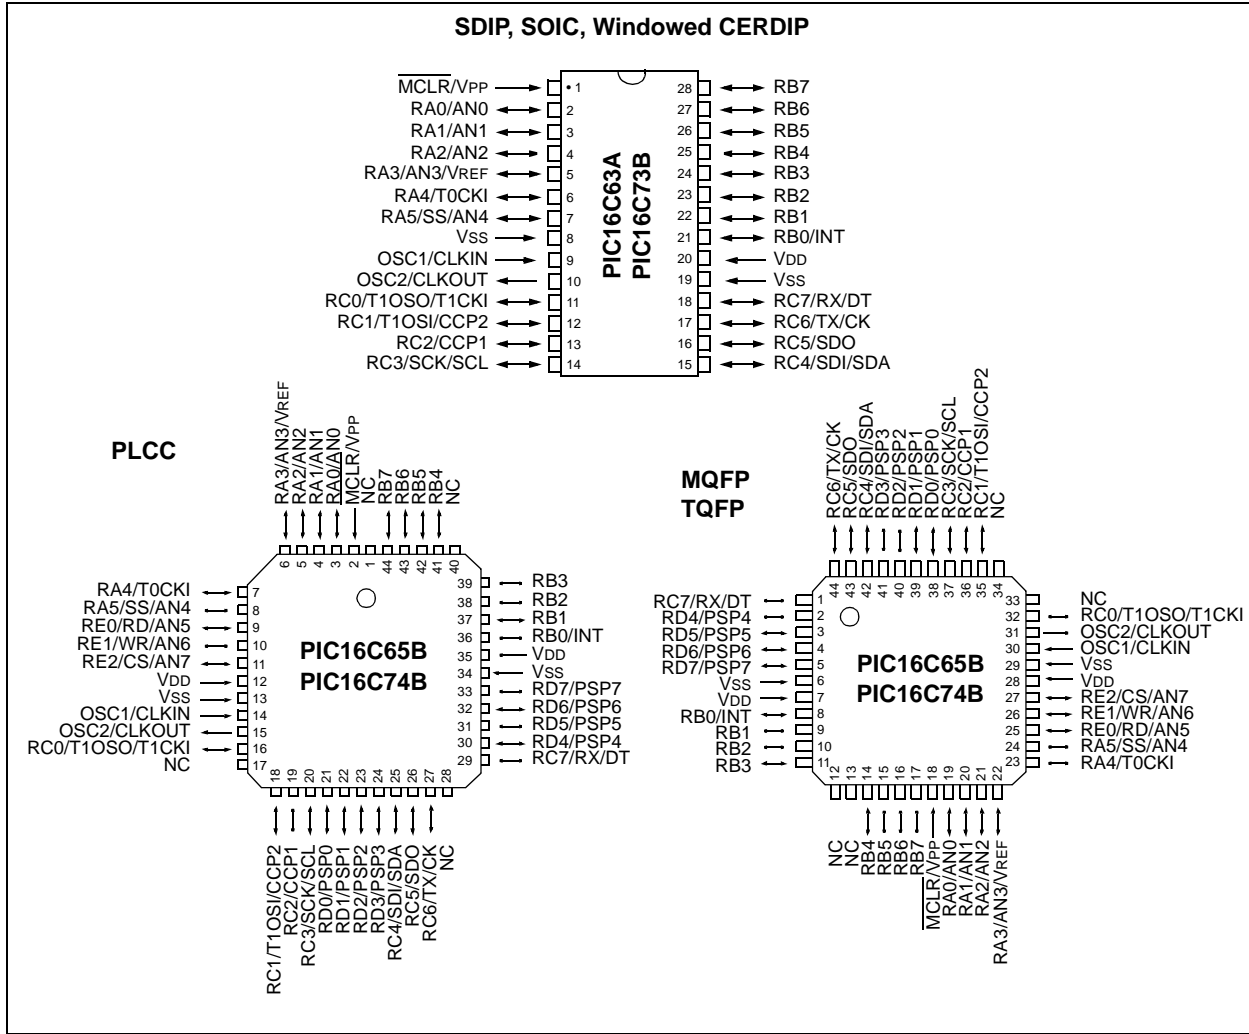 SDIP, SOIC, Windowed CERDIP
MCLR/VPP 1 28 RB7
RA0/AN0 2 27 RB6
RA1/AN1 3 26 RB5
RA2/AN2 4 25 RB4
RA3/AN3/VREF 5 24 RB3
RA4/T0CKI 6 23 RB2
RA5/SS/AN4 7 22 RB1
VSS 8 21 RB0/INT
OSC1/CLKIN 9 20 VDD
OSC2/CLKOUT 10 19 VSS
RC0/T1OSO/T1CKI 11 18 RC7/RX/DT
RC1/T1OSI/CCP2 12 17 RC6/TX/CK
RC2/CCP1 13 16 RC5/SDO
RC3/SCK/SCL 14 15 RC4/SDI/SDA
PIC16C63A
PIC16C73B
PLCC
RA3/AN3/VREF
RA2/AN2
RA1/AN1
RA0/AN0
MCLR/VPP
NC
RB7
RB6
RB5
RB4
NC
6 5 4 3 2 1 44 43 42 41 40
RA4/T0CKI 7
RA5/SS/AN4 8
RE0/RD/AN5 9
RE1/WR/AN6 10
RE2/CS/AN7 11
VDD 12
VSS 13
OSC1/CLKIN 14
OSC2/CLKOUT 15
RC0/T1OSO/T1CKI 16
NC 17
PIC16C65B
PIC16C74B
39 RB3
38 RB2
37 RB1
36 RB0/INT
35 VDD
34 VSS
33 RD7/PSP7
32 RD6/PSP6
31 RD5/PSP5
30 RD4/PSP4
29 RC7/RX/DT
18 19 20 21 22 23 24 25 26 27 28
RC1/T1OSI/CCP2
RC2/CCP1
RC3/SCK/SCL
RD0/PSP0
RD1/PSP1
RD2/PSP2
RD3/PSP3
RC4/SDI/SDA
RC5/SDO
RC6/TX/CK
NC
MQFP
TQFP
RC6/TX/CK
RC5/SDO
RC4/SDI/SDA
RD3/PSP3
RD2/PSP2
RD1/PSP1
RD0/PSP0
RC3/SCK/SCL
RC2/CCP1
RC1/T1OSI/CCP2
NC
44 43 42 41 40 39 38 37 36 35 34
RC7/RX/DT 1
RD4/PSP4 2
RD5/PSP5 3
RD6/PSP6 4
RD7/PSP7 5
VSS 6
VDD 7
RB0/INT 8
RB1 9
RB2 10
RB3 11
PIC16C65B
PIC16C74B
33 NC
32 RC0/T1OSO/T1CKI
31 OSC2/CLKOUT
30 OSC1/CLKIN
29 VSS
28 VDD
27 RE2/CS/AN7
26 RE1/WR/AN6
25 RE0/RD/AN5
24 RA5/SS/AN4
23 RA4/T0CKI
12 13 14 15 16 17 18 19 20 21 22
NC
NC
RB4
RB5
RB6
RB7
MCLR/VPP
RA0/AN0
RA1/AN1
RA2/AN2
RA3/AN3/VREF